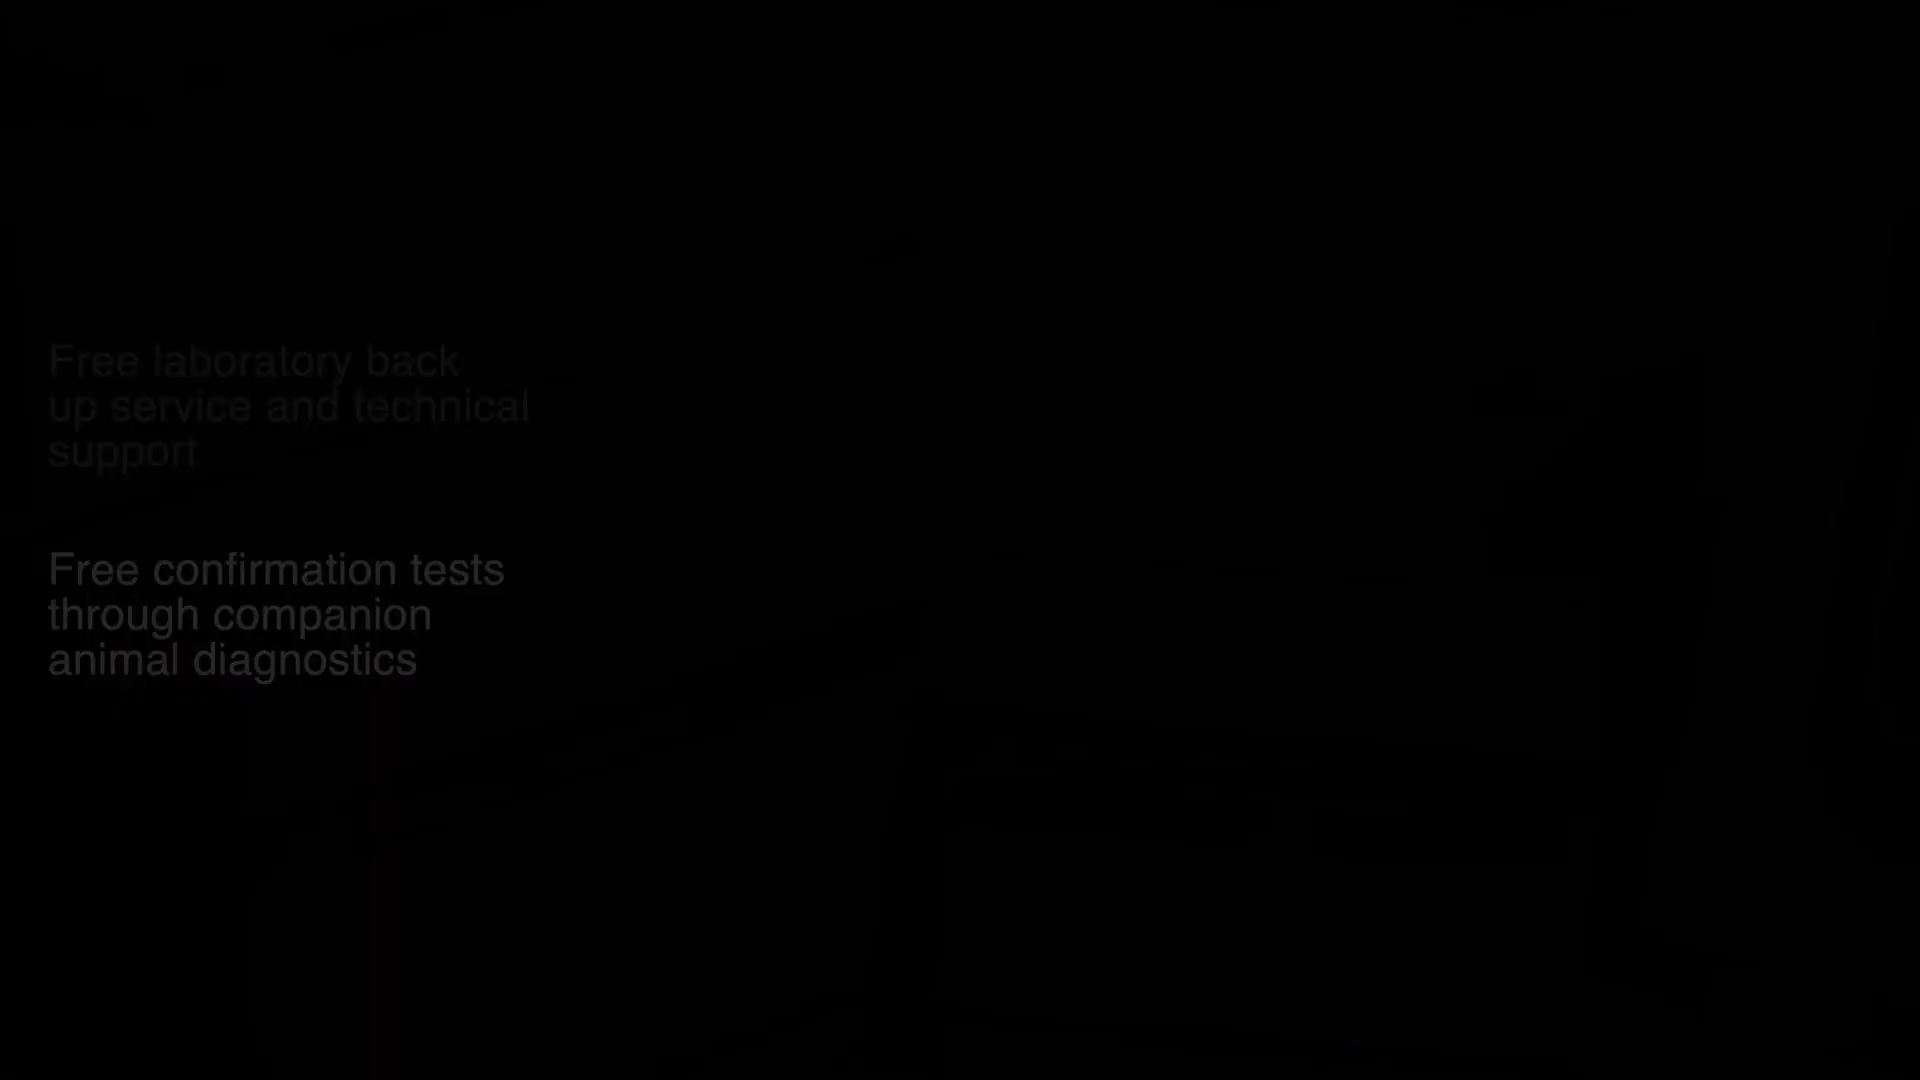 Free laboratory back
up service and technical
support
Free confirmation tests
through companion
animal diagnostics